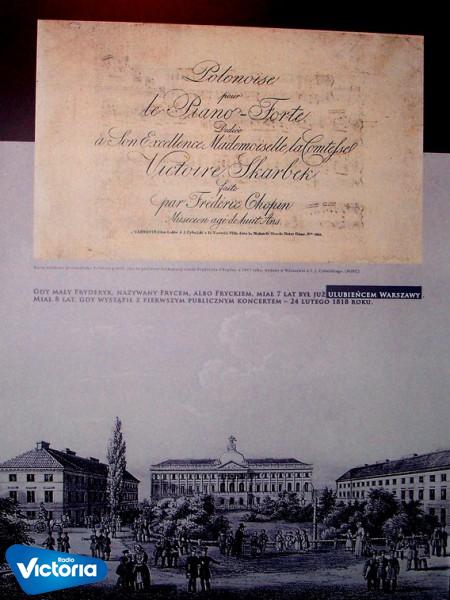 Polonoise
pour
le Piano-Forte
Dediée
à Son Excellence Mademoiselle la Comtesse
Victoire Skarbek
faite
par Frédéric Chopin
Musicien agé de huit Ans.
GDY MAŁY FRYDERYK, NAZYWANY FRYCEM, ALBO FRYCKIEM, MIAŁ 7 LAT BYŁ JUŻ ULUBIEŃCEM WARSZAWY.
MIAŁ 8 LAT, GDY WYSTĄPIŁ Z PIERWSZYM PUBLICZNYM KONCERTEM – 24 LUTEGO 1818 ROKU.
Radio
Victoria